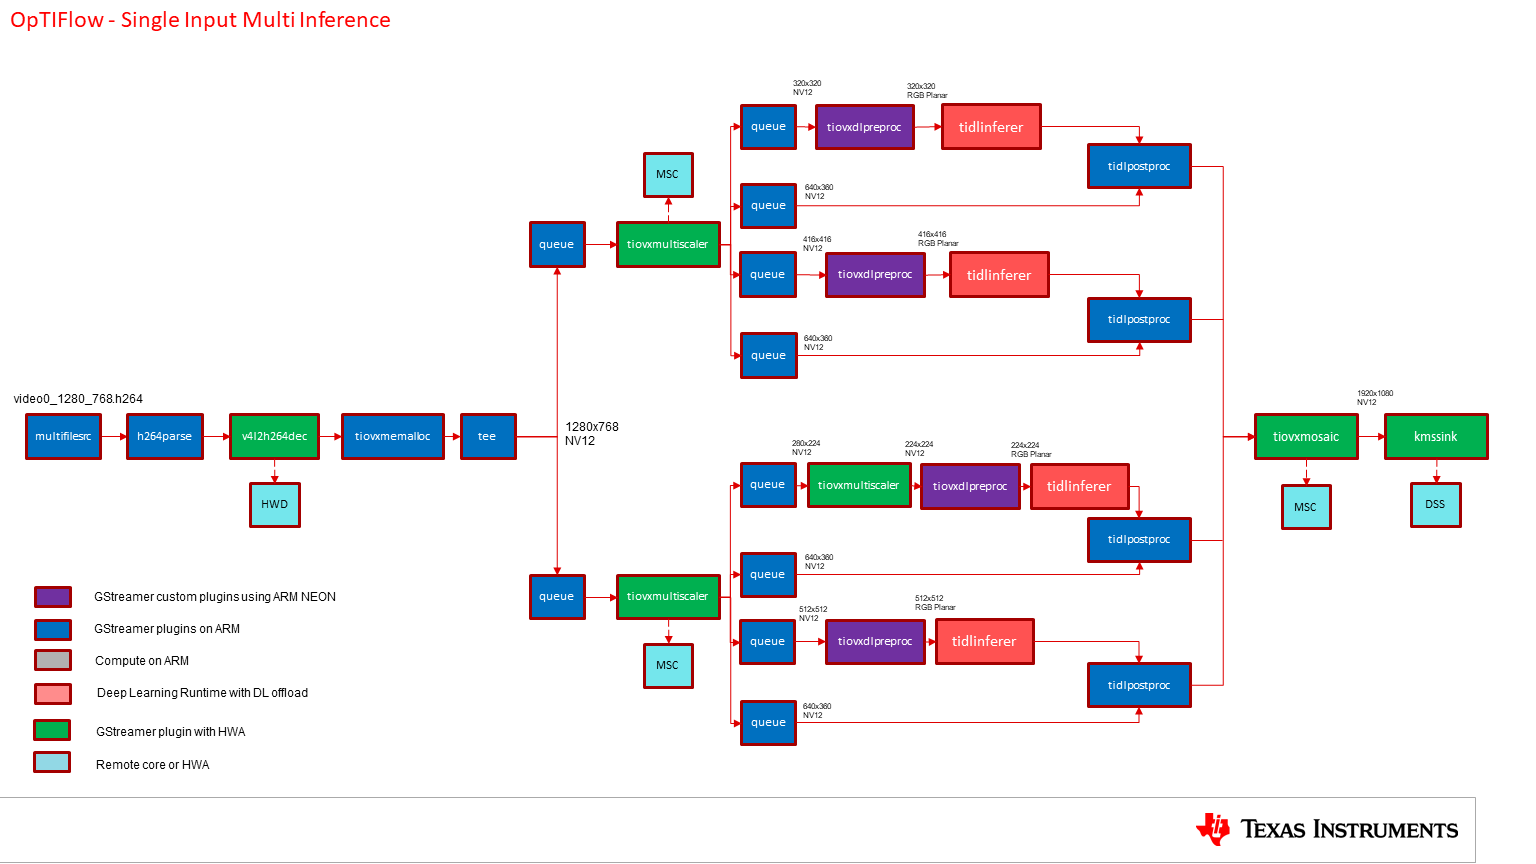 OpTIFlow - Single Input Multi Inference
320x320
NV12
320x320
RGB Planar
queue
tiovxdlpreproc
tidlinferer
tidlpostproc
MSC
640x360
NV12
queue
queue
tiovxmultiscaler
416x416
NV12
416x416
RGB Planar
queue
tiovxdlpreproc
tidlinferer
tidlpostproc
640x360
NV12
queue
video0_1280_768.h264
multifilesrc
h264parse
v4l2h264dec
tiovxmemalloc
tee
1280x768
NV12
HWD
1920x1080
NV12
tiovxmosaic
kmssink
MSC
DSS
280x224
NV12
224x224
NV12
224x224
RGB Planar
queue
tiovxmultiscaler
tiovxdlpreproc
tidlinferer
tidlpostproc
640x360
NV12
queue
queue
tiovxmultiscaler
MSC
512x512
NV12
512x512
RGB Planar
queue
tiovxdlpreproc
tidlinferer
tidlpostproc
640x360
NV12
queue
GStreamer custom plugins using ARM NEON
GStreamer plugins on ARM
Compute on ARM
Deep Learning Runtime with DL offload
GStreamer plugin with HWA
Remote core or HWA
TEXAS INSTRUMENTS